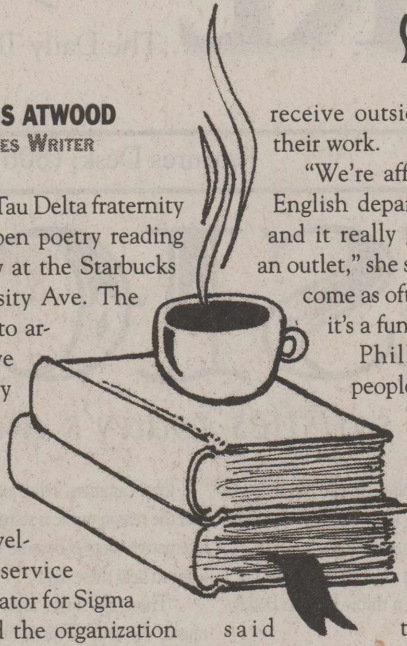 S ATWOOD
ES WRITER
Tau Delta fraternity
pen poetry reading
y at the Starbucks
sity Ave. The
to ar-
ve
y
vel-
service
ator for Sigma
d the organization
receive outsi
their work.
"We're aff
English depar
and it really
an outlet," she s
come as oft
it's a fun
Phill
people
said
t